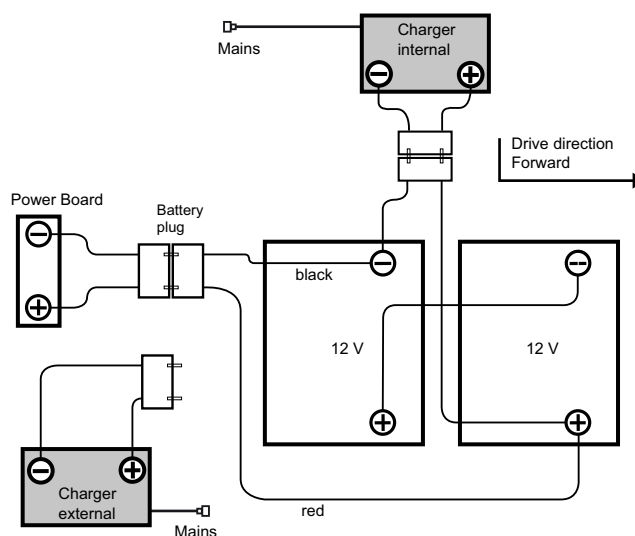 Charger
internal
Mains
Drive direction
Forward
Power Board
Battery
plug
black
12 V
12 V
Charger
external
Mains
red